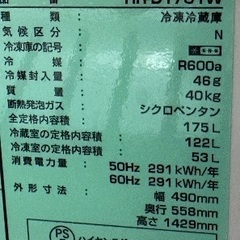 種類 冷凍冷蔵庫
気候区分 N
冷凍庫の記号
冷媒 R600a
冷媒封入量 46g
質量 40kg
断熱発泡ガス シクロペンタン
全定格内容積 175L
冷蔵室の定格内容積 122L
冷凍室の定格内容積 53L
消費電力量 50Hz 291kWh/年
60Hz 291kWh/年
外形寸法 幅 490mm
奥行 558mm
高さ 1429mm
PS